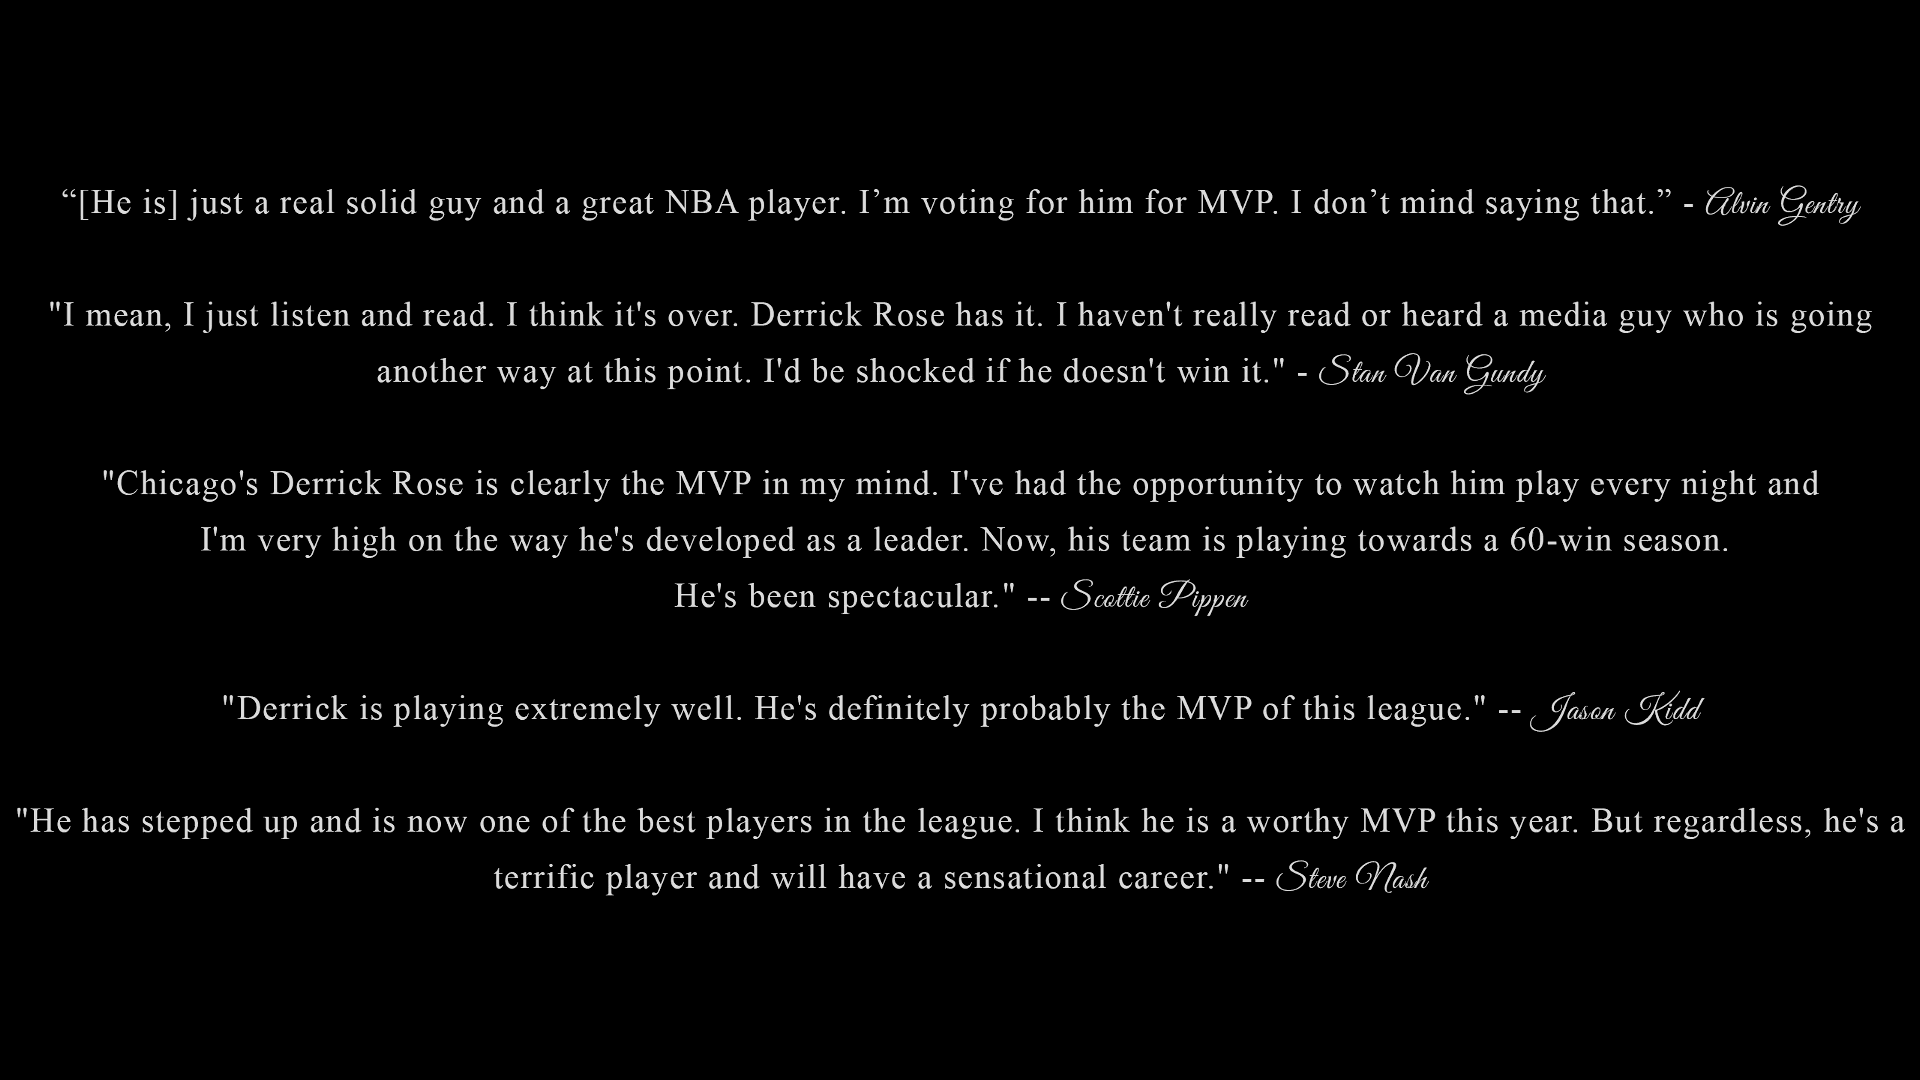 “[He is] just a real solid guy and a great NBA player. I’m voting for him for MVP. I don’t mind saying that.” - Alvin Gentry
"I mean, I just listen and read. I think it's over. Derrick Rose has it. I haven't really read or heard a media guy who is going
another way at this point. I'd be shocked if he doesn't win it." - Stan Van Gundy
"Chicago's Derrick Rose is clearly the MVP in my mind. I've had the opportunity to watch him play every night and
I'm very high on the way he's developed as a leader. Now, his team is playing towards a 60-win season.
He's been spectacular." -- Scottie Pippen
"Derrick is playing extremely well. He's definitely probably the MVP of this league." -- Jason Kidd
"He has stepped up and is now one of the best players in the league. I think he is a worthy MVP this year. But regardless, he's a
terrific player and will have a sensational career." -- Steve Nash